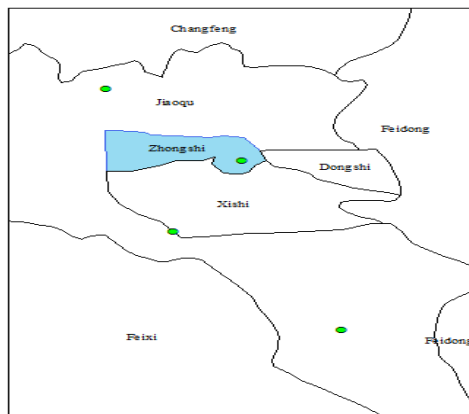 Changfeng
Jiaoqu
Feidong
Zhongshi
Dongshi
Xishi
Feixi
Feidong